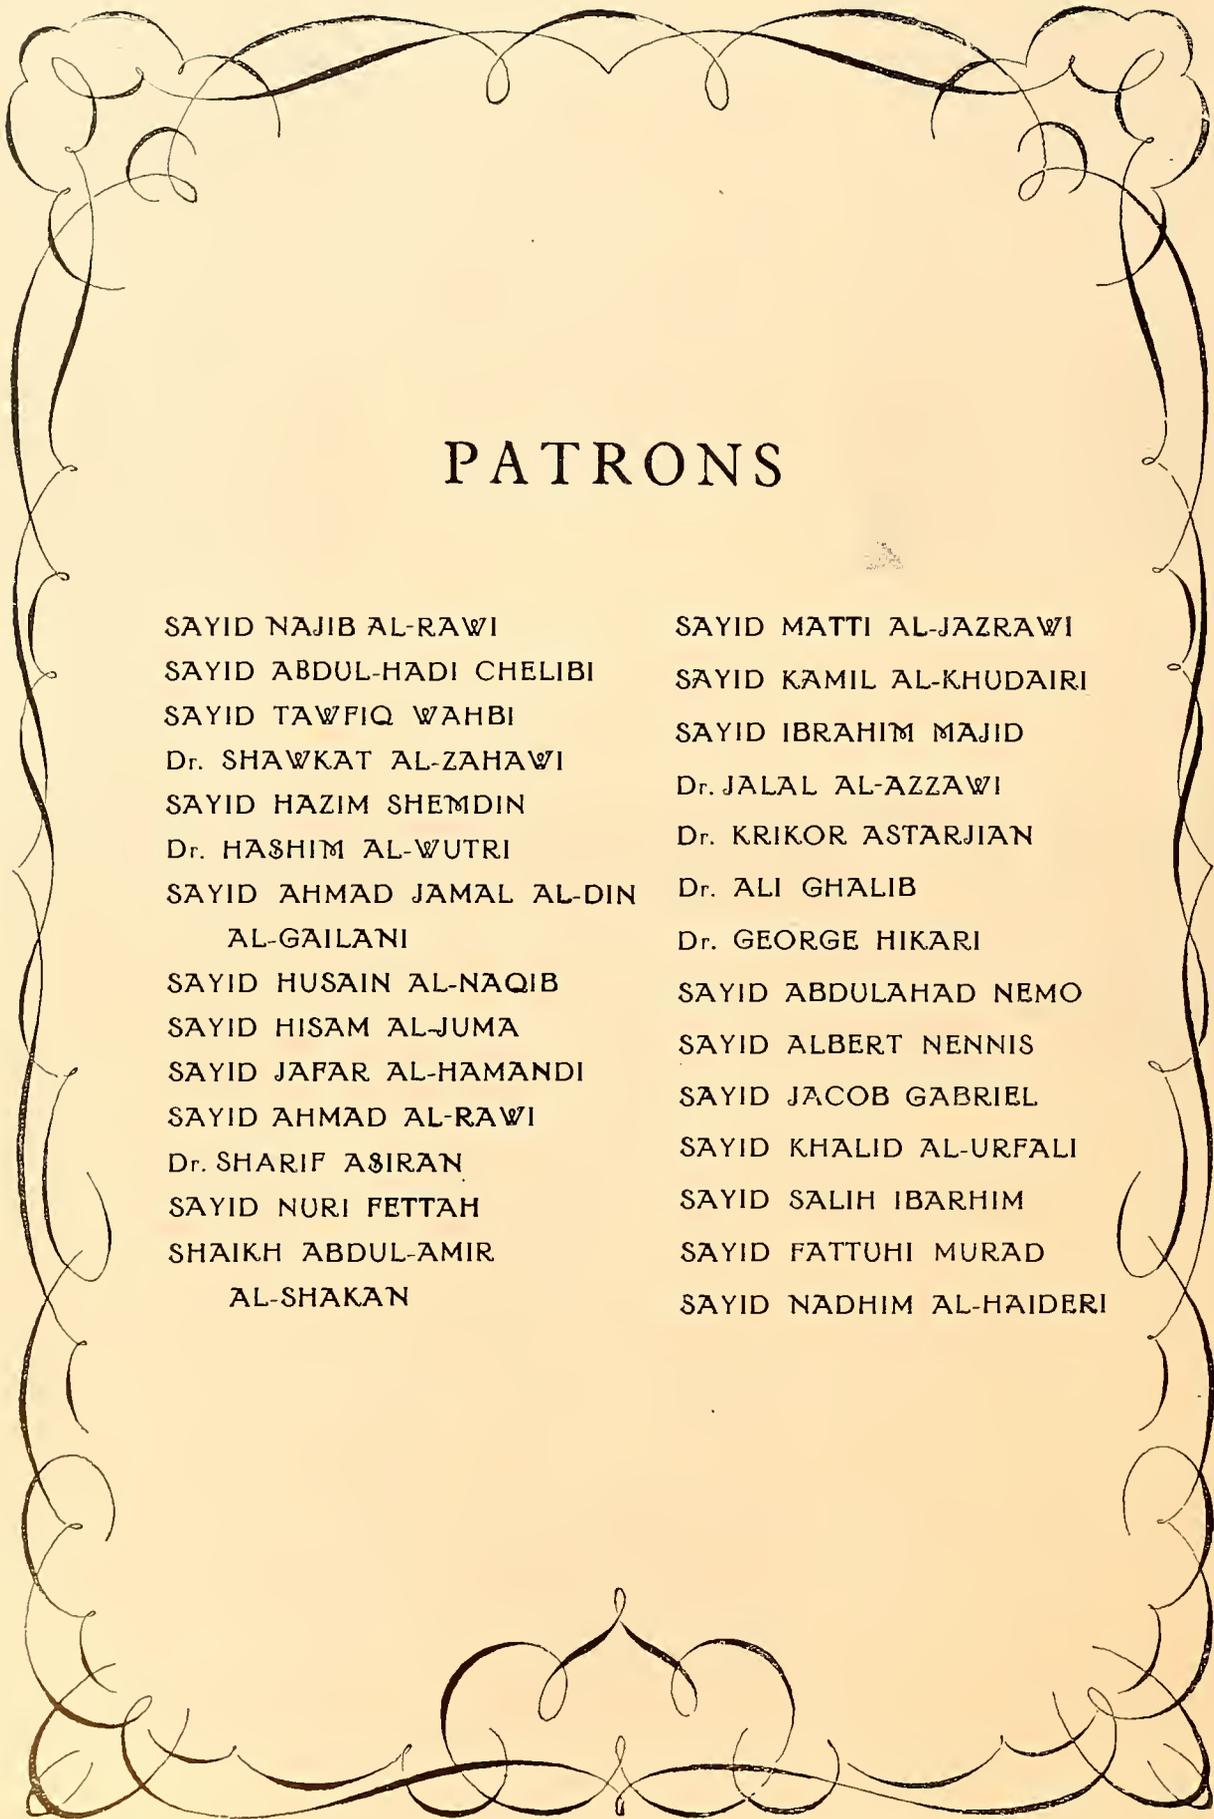 PATRONS
SAYID NAJIB AL-RAWI
SAYID ABDUL-HADI CHELIBI
SAYID TAWFIQ WAHBI
Dr. SHAWKAT AL-ZAHAWI
SAYID HAZIM SHEMDIN
Dr. HASHIM AL-WUTRI
SAYID AHMAD JAMAL AL-DIN
AL-GAILANI
SAYID HUSAIN AL-NAQIB
SAYID HISAM AL-JUMA
SAYID JAFAR AL-HAMANDI
SAYID AHMAD AL-RAWI
Dr. SHARIF ASIRAN
SAYID NURI FETTAH
SHAIKH ABDUL-AMIR
AL-SHAKAN
SAYID MATTI AL-JAZRAWI
SAYID KAMIL AL-KHUDAIRI
SAYID IBRAHIM MAJID
Dr. JALAL AL-AZZAWI
Dr. KRIKOR ASTARJIAN
Dr. ALI GHALIB
Dr. GEORGE HIKARI
SAYID ABDULAHAD NEMO
SAYID ALBERT NENNIS
SAYID JACOB GABRIEL
SAYID KHALID AL-URFALI
SAYID SALIH IBARHIM
SAYID FATTUHI MURAD
SAYID NADHIM AL-HAIDERI